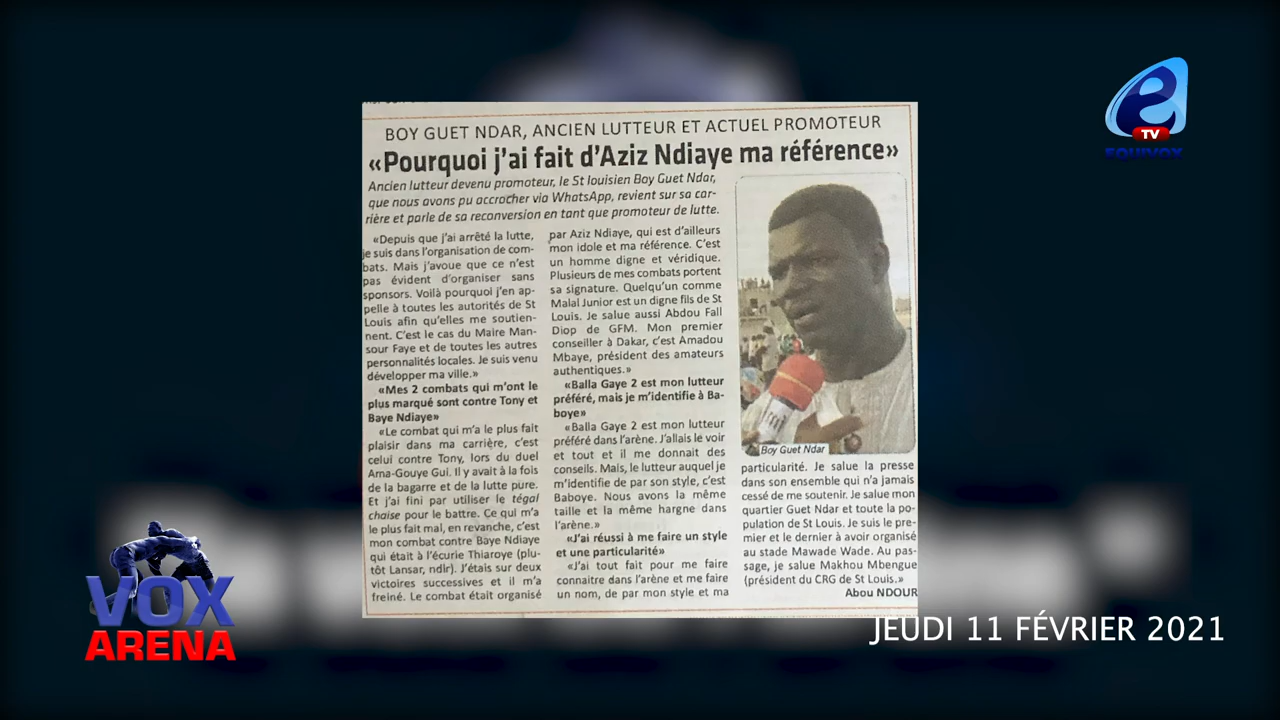 BOY GUET NDAR, ANCIEN LUTTEUR ET ACTUEL PROMOTEUR
«Pourquoi j'ai fait d'Aziz Ndiaye ma référence»
Ancien lutteur devenu promoteur, le St louisien Boy Guet Ndar,
que nous avons pu accrocher via WhatsApp, revient sur sa car-
rière et parle de sa reconversion en tant que promoteur de lutte.
«Depuis que j'ai arrêté la lutte,
je suis dans l'organisation de com-
bats. Mais j'avoue que ce n'est
pas évident d'organiser sans
sponsors. Voilà pourquoi j'en ap-
pelle à toutes les autorités de St
Louis afin qu'elles me soutien-
nent. C'est le cas du Maire Man-
sour Faye et de toutes les autres
personnalités locales. Je suis venu
développer ma ville.»
«Mes 2 combats qui m'ont le
plus marqué sont contre Tony et
Baye Ndiaye»
«Le combat qui m'a le plus fait
plaisir dans ma carrière, c'est
celui contre Tony, lors du duel
Arna-Gouye Gui. Il y avait à la fois
de la bagarre et de la lutte pure.
Et j'ai fini par utiliser le tégal
chaise pour le battre. Ce qui m'a
le plus fait mal, en revanche, c'est
mon combat contre Baye Ndiaye
qui était à l'écurie Thiaroye (plu-
tôt Lansar, ndlr). J'étais sur deux
victoires successives et il m'a
freiné. Le combat était organisé
par Aziz Ndiaye, qui est d'ailleurs
mon idole et ma référence. C'est
un homme digne et véridique.
Plusieurs de mes combats portent
sa signature. Quelqu'un comme
Malal Junior est un digne fils de St
Louis. Je salue aussi Abdou Fall
Diop de GFM. Mon premier
conseiller à Dakar, c'est Amadou
Mbaye, président des amateurs
authentiques.»
«Balla Gaye 2 est mon lutteur
préféré, mais je m'identifie à Ba-
boye»
«Balla Gaye 2 est mon lutteur
préféré dans l'arène. J'allais le voir
et tout et il me donnait des
conseils. Mais, le lutteur auquel je
m'identifie de par son style, c'est
Baboye. Nous avons la même
taille et la même hargne dans
l'arène.»
«J'ai réussi à me faire un style
et une particularité»
«J'ai tout fait pour me faire
connaitre dans l'arène et me faire
un nom, de par mon style et ma
Boy Guet Ndar
particularité. Je salue la presse
dans son ensemble qui n'a jamais
cessé de me soutenir. Je salue mon
quartier Guet Ndar et toute la po-
pulation de St Louis. Je suis le pre-
mier et le dernier à avoir organisé
au stade Mawade Wade. Au pas-
sage, je salue Makhou Mbengue
(président du CRG de St Louis.»
Abou NDOUR
e
TV
EQUIVOX
VOX
ARENA
JEUDI 11 FÉVRIER 2021